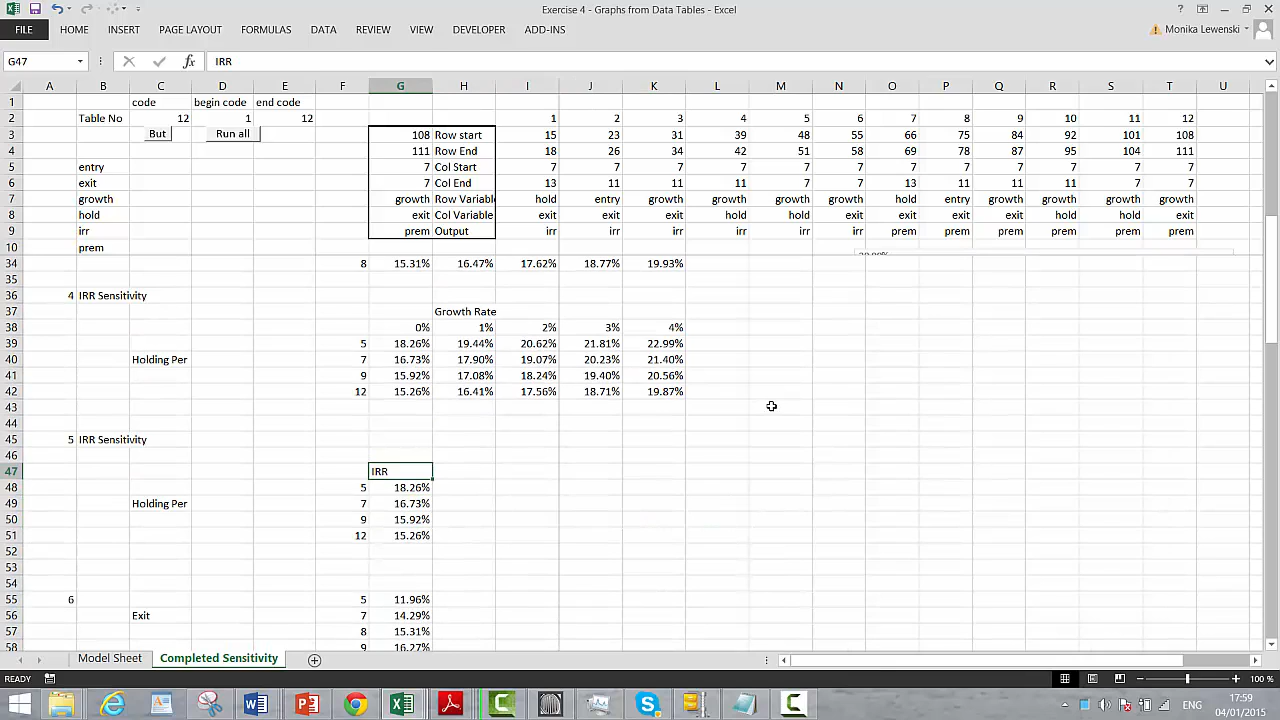 Exercise 4 - Graphs from Data Tables - Excel
FILE HOME INSERT PAGE LAYOUT FORMULAS DATA REVIEW VIEW DEVELOPER ADD-INS Monika Lewenski
G47 fx IRR
A B C D E F G H I J K L M N O P Q R S T U
1 code begin code end code
2 Table No 12 1 12 1 2 3 4 5 6 7 8 9 10 11 12
3 But Run all 108 Row start 15 23 31 39 48 55 66 75 84 92 101 108
4 111 Row End 18 26 34 42 51 58 69 78 87 95 104 111
5 entry 7 Col Start 7 7 7 7 7 7 7 7 7 7 7 7
6 exit 7 Col End 13 11 11 11 7 7 13 11 11 11 7 7
7 growth growth Row Variabl hold entry growth growth growth growth hold entry growth growth growth growth
8 hold exit Col Variable exit exit exit hold hold exit exit exit exit hold hold exit
9 irr prem Output irr irr irr irr irr irr prem prem prem prem prem prem
10 prem
34 8 15.31% 16.47% 17.62% 18.77% 19.93%
35
36 4 IRR Sensitivity
37 Growth Rate
38 0% 1% 2% 3% 4%
39 5 18.26% 19.44% 20.62% 21.81% 22.99%
40 Holding Per 7 16.73% 17.90% 19.07% 20.23% 21.40%
41 9 15.92% 17.08% 18.24% 19.40% 20.56%
42 12 15.26% 16.41% 17.56% 18.71% 19.87%
43
44
45 5 IRR Sensitivity
46
47 IRR
48 5 18.26%
49 Holding Per 7 16.73%
50 9 15.92%
51 12 15.26%
52
53
54
55 6 5 11.96%
56 Exit 7 14.29%
57 8 15.31%
58 9 16.27%
Model Sheet Completed Sensitivity
READY 100 %
17:59
ENG
04/01/2015